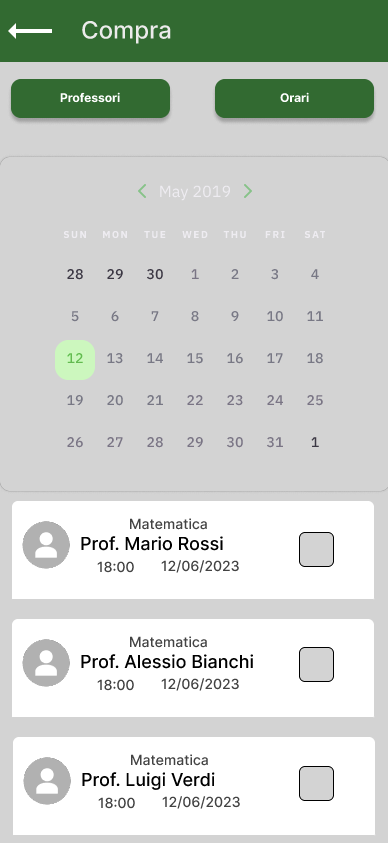 Compra
Professori Orari
May 2019
SUN MON TUE WED THU FRI SAT
28 29 30 1 2 3 4
5 6 7 8 9 10 11
12 13 14 15 16 17 18
19 20 21 22 23 24 25
26 27 28 29 30 31 1
Matematica
Prof. Mario Rossi
18:00 12/06/2023
Matematica
Prof. Alessio Bianchi
18:00 12/06/2023
Matematica
Prof. Luigi Verdi
18:00 12/06/2023